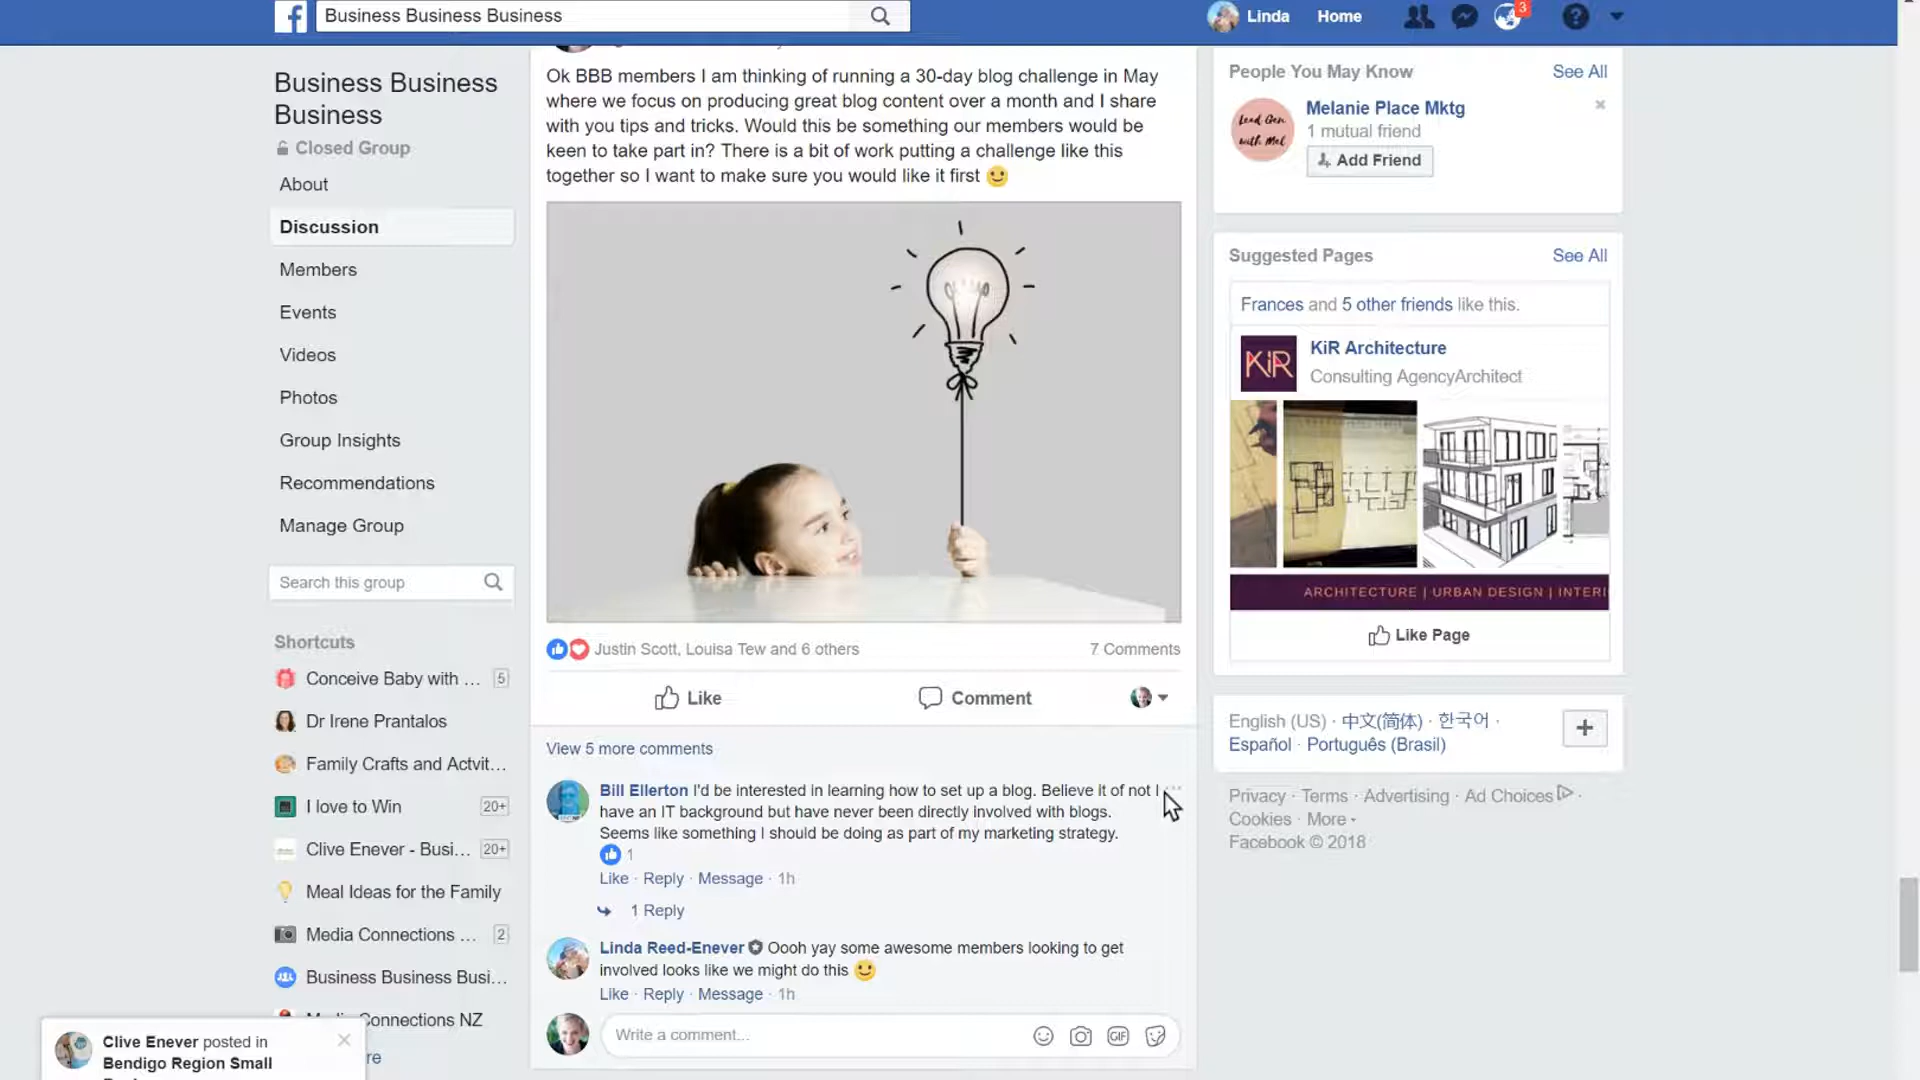 Business Business Business
Linda
Home
3
Business Business
Business
Closed Group
About
Discussion
Members
Events
Videos
Photos
Group Insights
Recommendations
Manage Group
Search this group
Shortcuts
Conceive Baby with ... 5
Dr Irene Prantalos
Family Crafts and Actvit...
I love to Win 20+
Clive Enever - Busi... 20+
Meal Ideas for the Family
Media Connections ... 2
Business Business Busi...
Connections NZ
Clive Enever posted in
Bendigo Region Small
Ok BBB members I am thinking of running a 30-day blog challenge in May
where we focus on producing great blog content over a month and I share
with you tips and tricks. Would this be something our members would be
keen to take part in? There is a bit of work putting a challenge like this
together so I want to make sure you would like it first
Justin Scott, Louisa Tew and 6 others
7 Comments
Like
Comment
View 5 more comments
Bill Ellerton I'd be interested in learning how to set up a blog. Believe it of not I
have an IT background but have never been directly involved with blogs.
Seems like something I should be doing as part of my marketing strategy.
1
Like · Reply · Message · 1h
1 Reply
Linda Reed-Enever Oooh yay some awesome members looking to get
involved looks like we might do this
Like · Reply · Message · 1h
Write a comment...
GIF
People You May Know
See All
Lead Gen
with Mel
Melanie Place Mktg
1 mutual friend
Add Friend
Suggested Pages
See All
Frances and 5 other friends like this.
KiR
KiR Architecture
Consulting AgencyArchitect
ARCHITECTURE | URBAN DESIGN | INTERI
Like Page
English (US) · 中文(简体) · 한국어 ·
Español · Português (Brasil)
Privacy · Terms · Advertising · Ad Choices ·
Cookies · More
Facebook © 2018